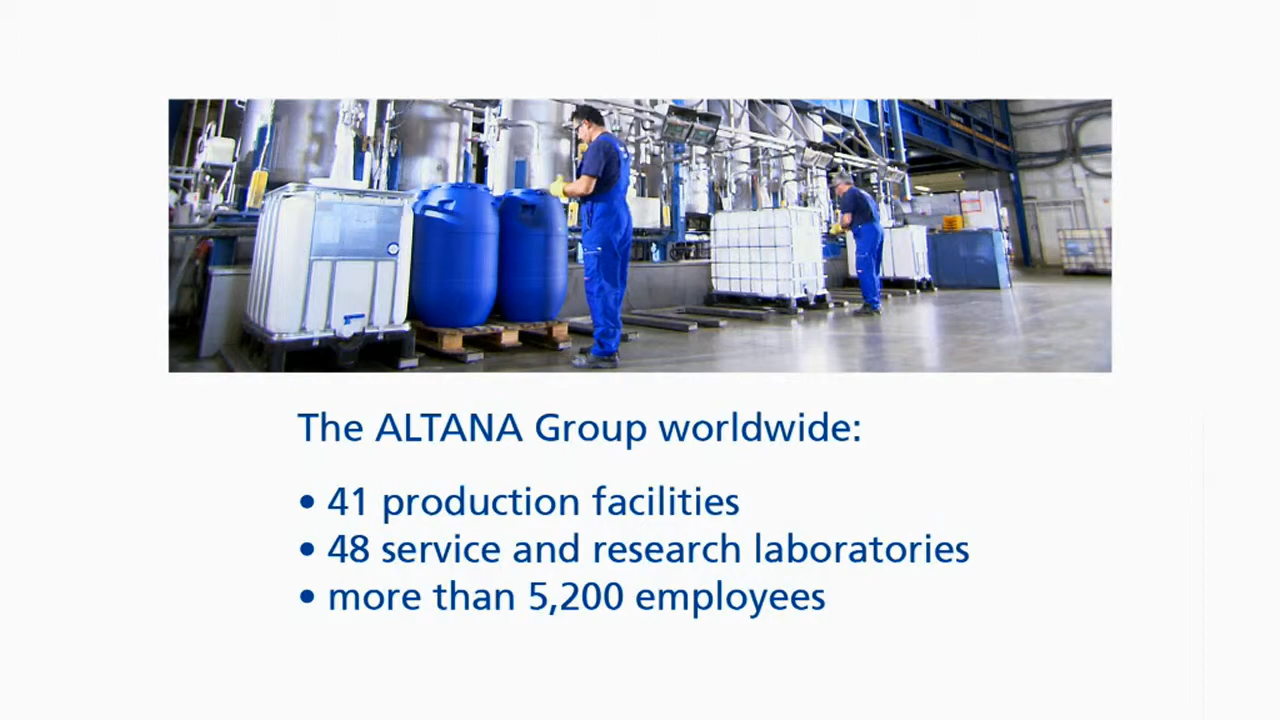 The ALTANA Group worldwide:
• 41 production facilities
• 48 service and research laboratories
• more than 5,200 employees